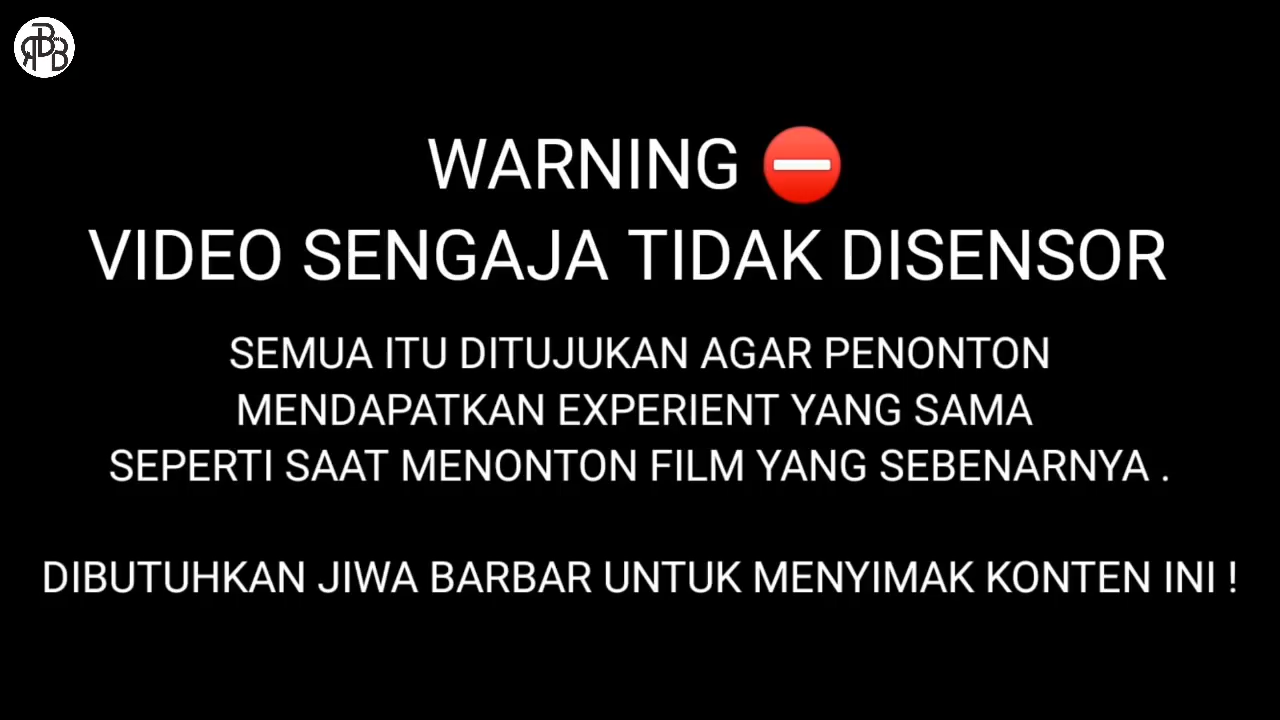 WARNING ⛔
VIDEO SENGAJA TIDAK DISENSOR
SEMUA ITU DITUJUKAN AGAR PENONTON
MENDAPATKAN EXPERIENT YANG SAMA
SEPERTI SAAT MENONTON FILM YANG SEBENARNYA .
DIBUTUHKAN JIWA BARBAR UNTUK MENYIMAK KONTEN INI !